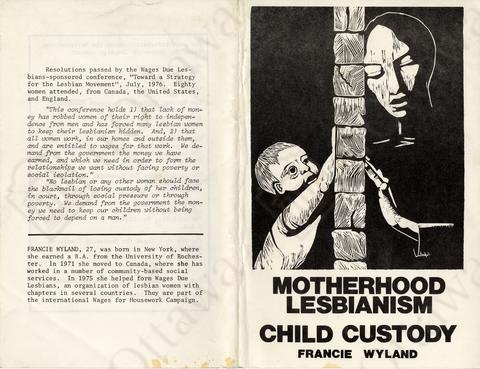 Resolutions passed by the Wages Due Les-
bians-sponsored conference, "Toward a Strategy
for the Lesbian Movement", July, 1976. Eighty
women attended, from Canada, the United States,
and England.
"This conference holds 1) that lack of mon-
ey has robbed women of their right to indepen-
dence from men and has forced many lesbian women
to keep their lesbianism hidden. And, 2) that
all women work, in our homes and outside them,
and are entitled to wages for that work. We de-
mand from the government the money we have
earned, and which we need in order to form the
relationships we want without facing poverty or
social isolation."
"No lesbian or any other woman should face
the blackmail of losing custody of her children,
in court, through social pressure or through
poverty. We demand from the government the mon-
ey we need to keep our children without being
forced to depend on a man."
FRANCIE WYLAND, 27, was born in New York, where
she earned a B.A. from the University of Roches-
ter. In 1971 she moved to Canada, where she has
worked in a number of community-based social
services. In 1975 she helped form Wages Due
Lesbians, an organization of lesbian women with
chapters in several countries. They are part of
the international Wages for Housework Campaign.
MOTHERHOOD
LESBIANISM
CHILD CUSTODY
FRANCIE WYLAND